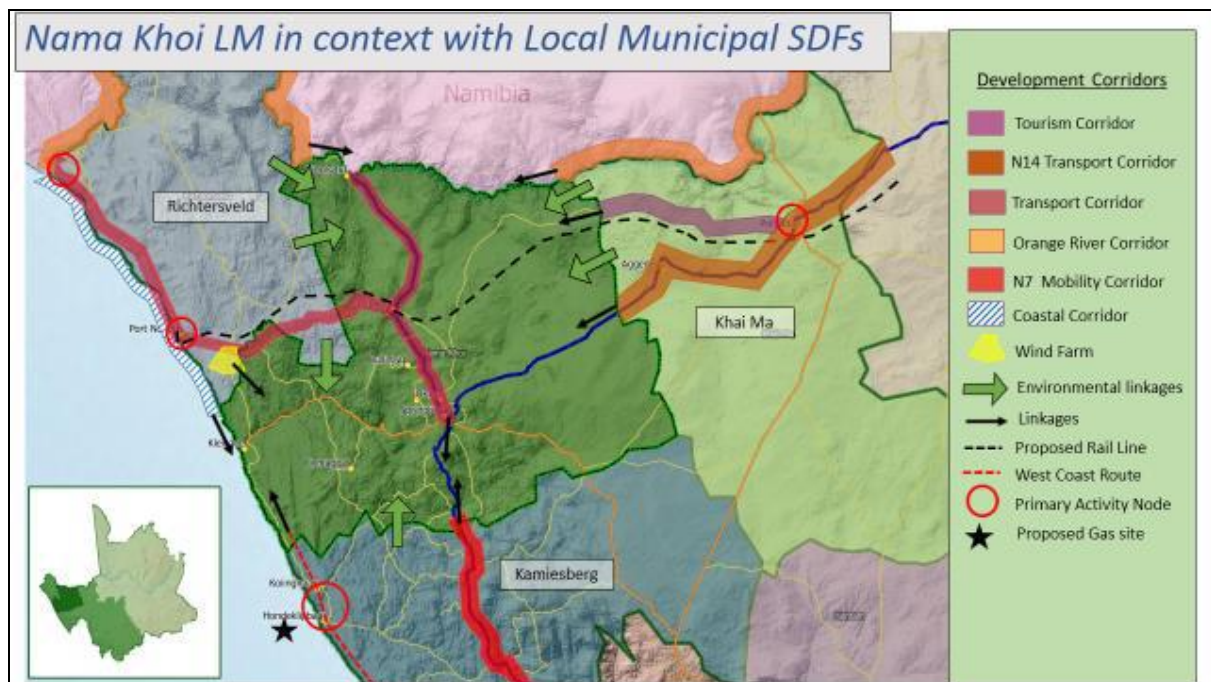 Nama Khoi LM in context with Local Municipal SDFs
Namibia
Richtersveld
Khai Ma
Kamiesberg
Development Corridors
Tourism Corridor
N14 Transport Corridor
Transport Corridor
Orange River Corridor
N7 Mobility Corridor
Coastal Corridor
Wind Farm
Environmental linkages
Linkages
Proposed Rail Line
West Coast Route
Primary Activity Node
Proposed Gas site